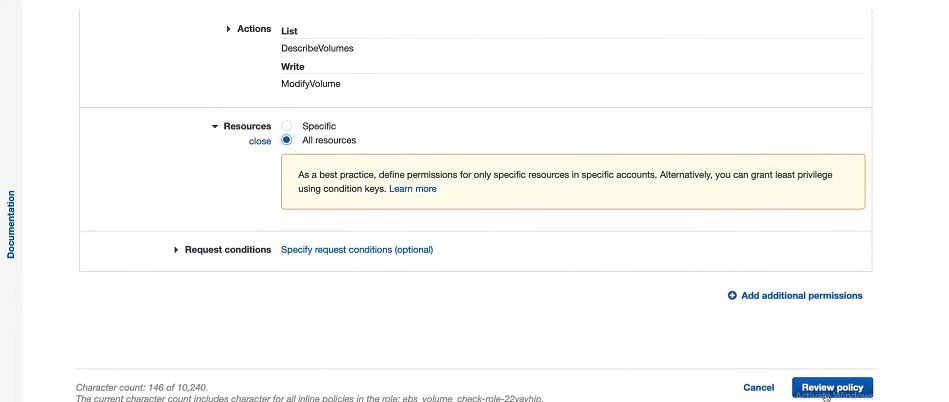 Actions List
DescribeVolumes
Write
ModifyVolume
Resources Specific
close All resources
As a best practice, define permissions for only specific resources in specific accounts. Alternatively, you can grant least privilege
using condition keys. Learn more
Documentation
Request conditions Specify request conditions (optional)
Add additional permissions
Character count: 146 of 10,240.
Cancel Review policy
Activate Windows
The current character count includes character for all inline policies in the role: ebs_volume_check-role-22yavhip.